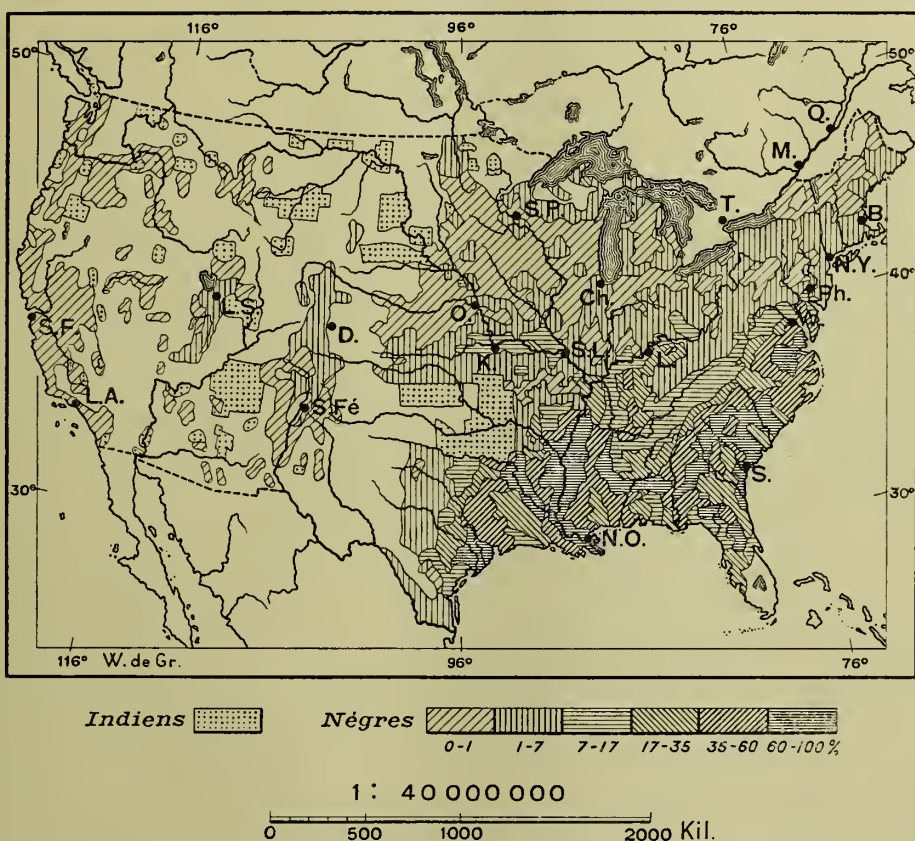 116° 96° 76°
50° 50°
Q.
M.
S.P. T. B.
40° 40°
N.Y.
L.S. Ch. Ph.
S.F. D. O.
K. S.L. L.
L.A. S.Fé
S.
30° 30°
N.O.
116° W. de Gr. 96° 76°
Indiens Nègres
0-1 1-7 7-17 17-35 35-60 60-100%
1: 40 000 000
0 500 1000 2000 Kil.